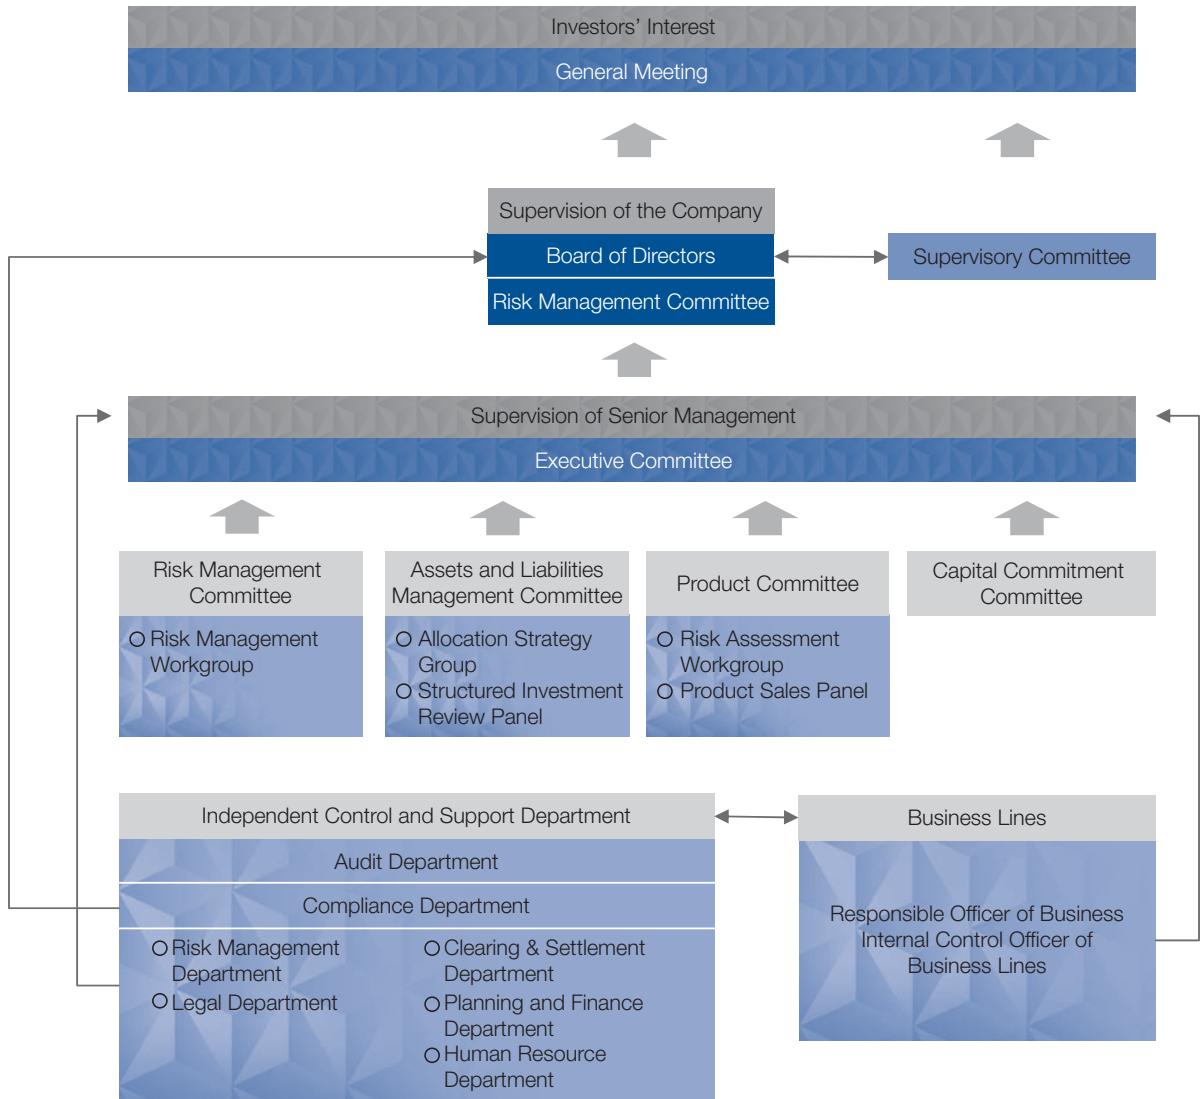 Investors’ Interest
General Meeting
Supervision of the Company
Board of Directors
Risk Management Committee
Supervisory Committee
Supervision of Senior Management
Executive Committee
Risk Management
Committee
Risk Management
Workgroup
Assets and Liabilities
Management Committee
Allocation Strategy
Group
Structured Investment
Review Panel
Product Committee
Risk Assessment
Workgroup
Product Sales Panel
Capital Commitment
Committee
Independent Control and Support Department
Audit Department
Compliance Department
Risk Management
Department
Legal Department
Clearing & Settlement
Department
Planning and Finance
Department
Human Resource
Department
Business Lines
Responsible Officer of Business
Internal Control Officer of
Business Lines